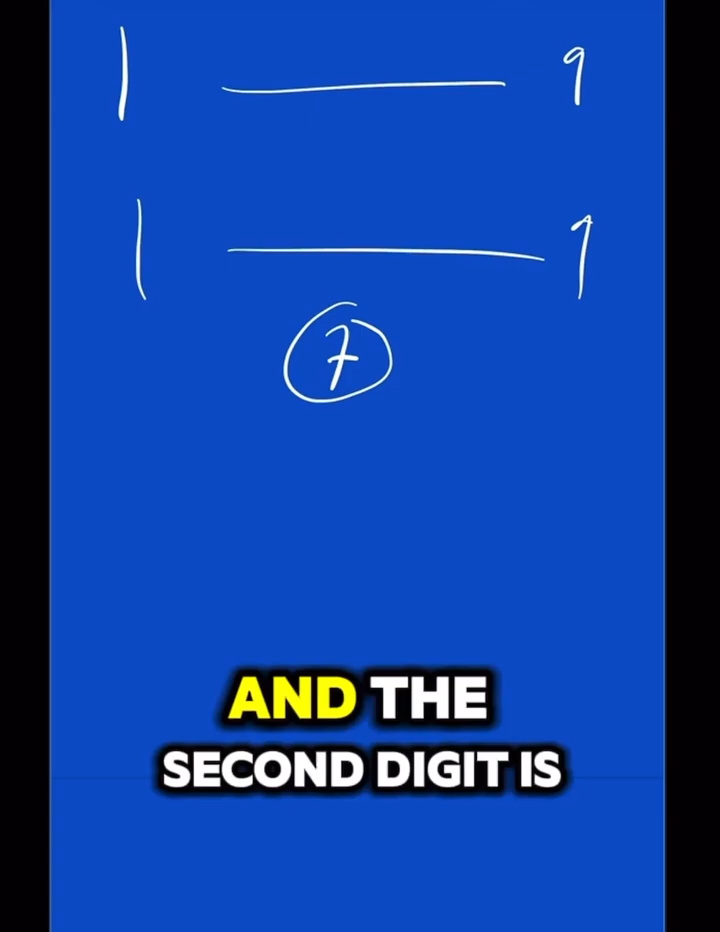 1 — 9
1 — 9
7
AND THE
SECOND DIGIT IS